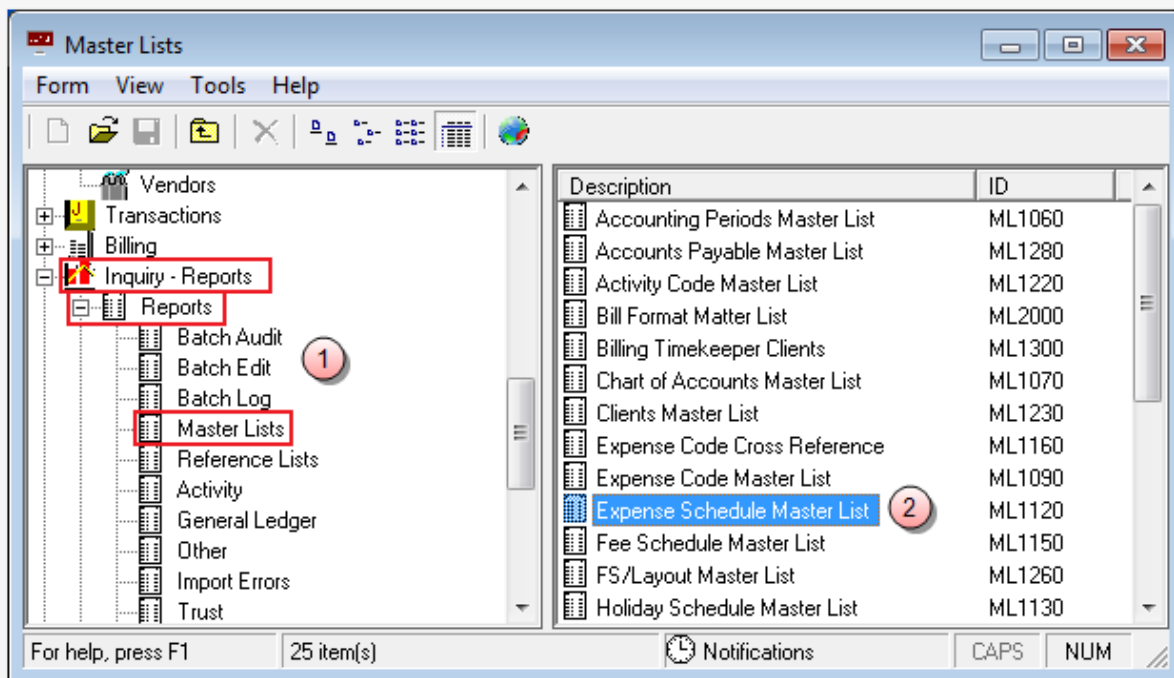 Master Lists
Form View Tools Help
Vendors
Transactions
Billing
Inquiry - Reports
Reports
Batch Audit
1
Batch Edit
Batch Log
Master Lists
Reference Lists
Activity
General Ledger
Other
Import Errors
Trust
Description ID
Accounting Periods Master List ML1060
Accounts Payable Master List ML1280
Activity Code Master List ML1220
Bill Format Matter List ML2000
Billing Timekeeper Clients ML1300
Chart of Accounts Master List ML1070
Clients Master List ML1230
Expense Code Cross Reference ML1160
Expense Code Master List ML1090
Expense Schedule Master List 2 ML1120
Fee Schedule Master List ML1150
FS/Layout Master List ML1260
Holiday Schedule Master List ML1130
For help, press F1 25 item(s) Notifications CAPS NUM